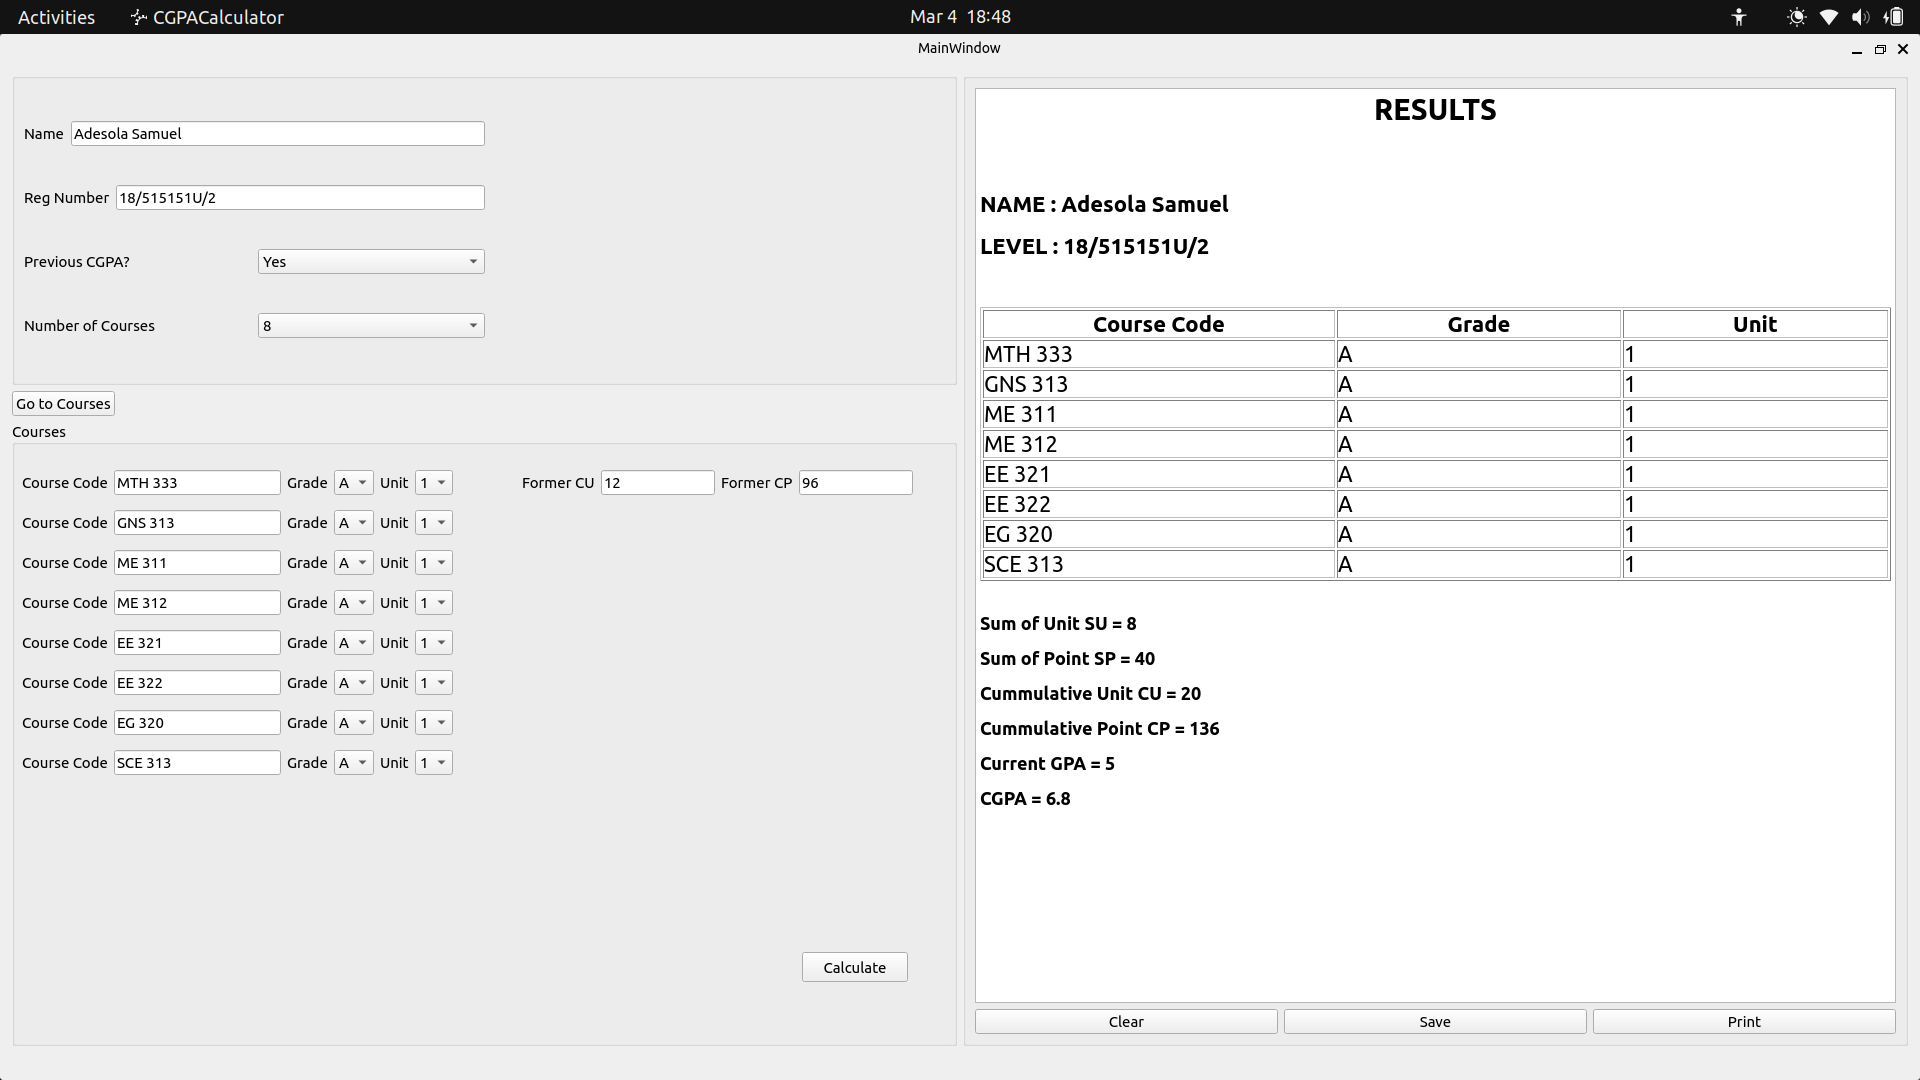 Activities CGPACalculator Mar 4 18:48
MainWindow
Name Adesola Samuel
Reg Number 18/515151U/2
Previous CGPA? Yes
Number of Courses 8
Go to Courses
Courses
Course Code MTH 333 Grade A Unit 1 Former CU 12 Former CP 96
Course Code GNS 313 Grade A Unit 1
Course Code ME 311 Grade A Unit 1
Course Code ME 312 Grade A Unit 1
Course Code EE 321 Grade A Unit 1
Course Code EE 322 Grade A Unit 1
Course Code EG 320 Grade A Unit 1
Course Code SCE 313 Grade A Unit 1
Calculate
RESULTS
NAME : Adesola Samuel
LEVEL : 18/515151U/2
Course Code Grade Unit
MTH 333 A 1
GNS 313 A 1
ME 311 A 1
ME 312 A 1
EE 321 A 1
EE 322 A 1
EG 320 A 1
SCE 313 A 1
Sum of Unit SU = 8
Sum of Point SP = 40
Cummulative Unit CU = 20
Cummulative Point CP = 136
Current GPA = 5
CGPA = 6.8
Clear Save Print